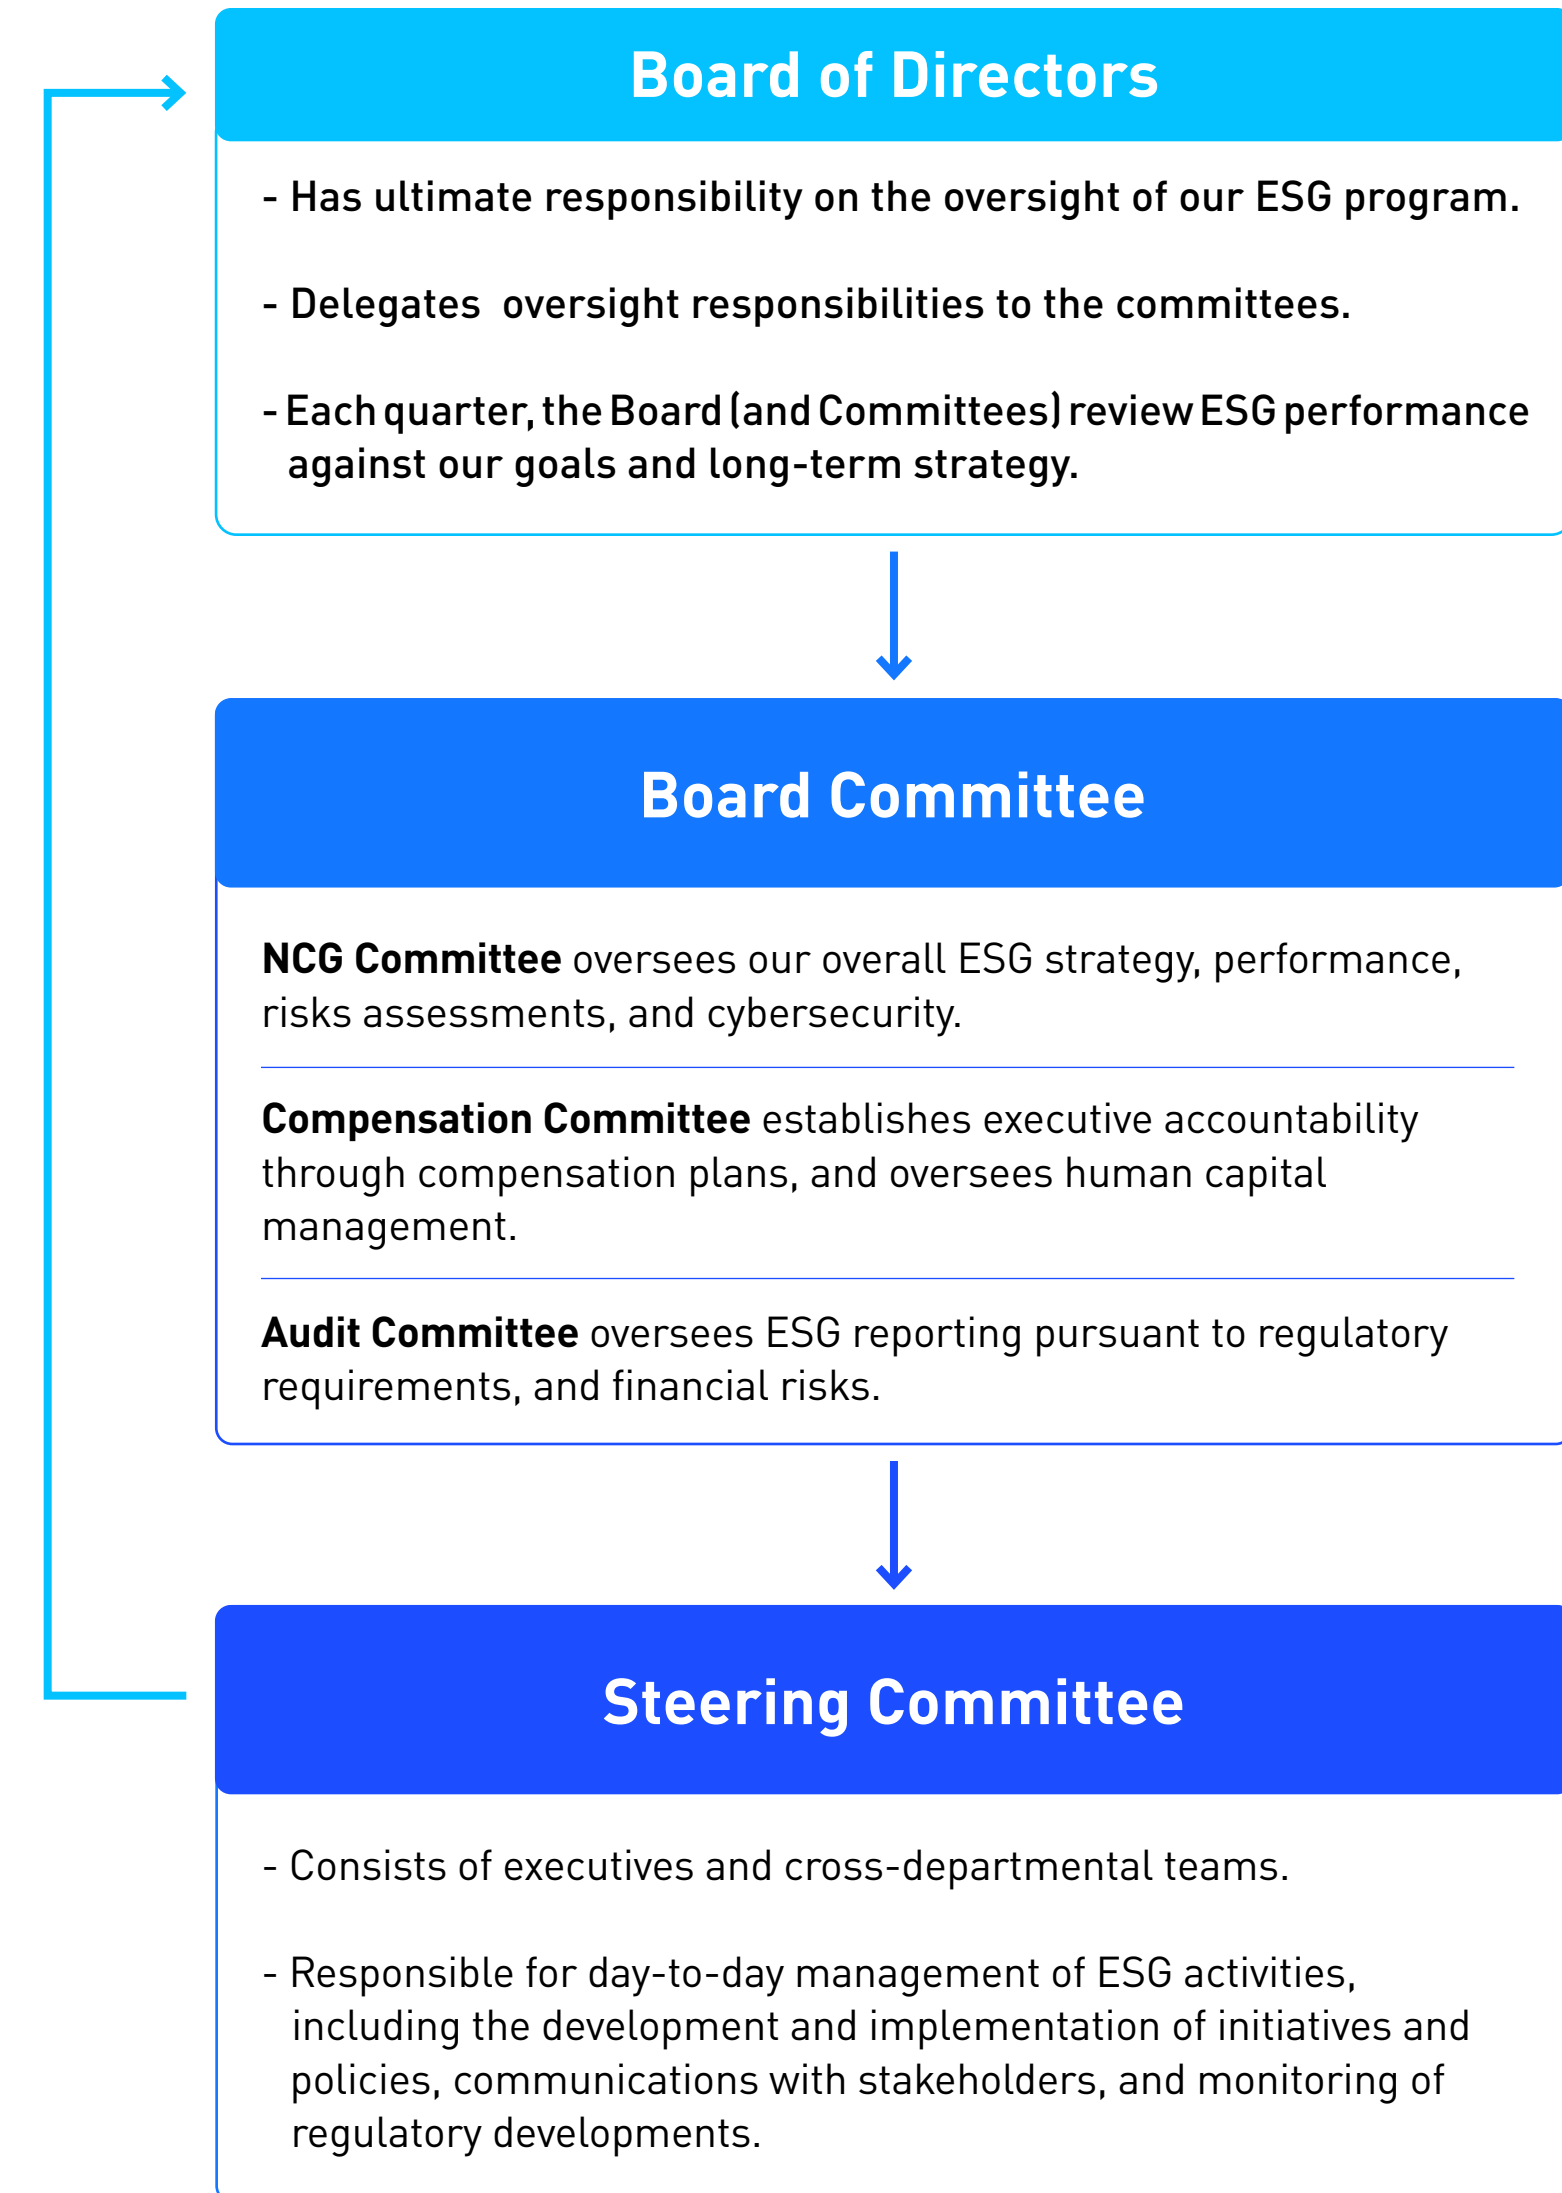 Board of Directors
- Has ultimate responsibility on the oversight of our ESG program.
- Delegates  oversight responsibilities to the committees.
- Each quarter, the Board (and Committees) review ESG performance
against our goals and long-term strategy.
Board Committee
NCG Committee oversees our overall ESG strategy, performance,
risks assessments, and cybersecurity.
Compensation Committee establishes executive accountability
through compensation plans, and oversees human capital
management.
Audit Committee oversees ESG reporting pursuant to regulatory
requirements, and financial risks.
Steering Committee
- Consists of executives and cross-departmental teams.
- Responsible for day-to-day management of ESG activities,
including the development and implementation of initiatives and
policies, communications with stakeholders, and monitoring of
regulatory developments.